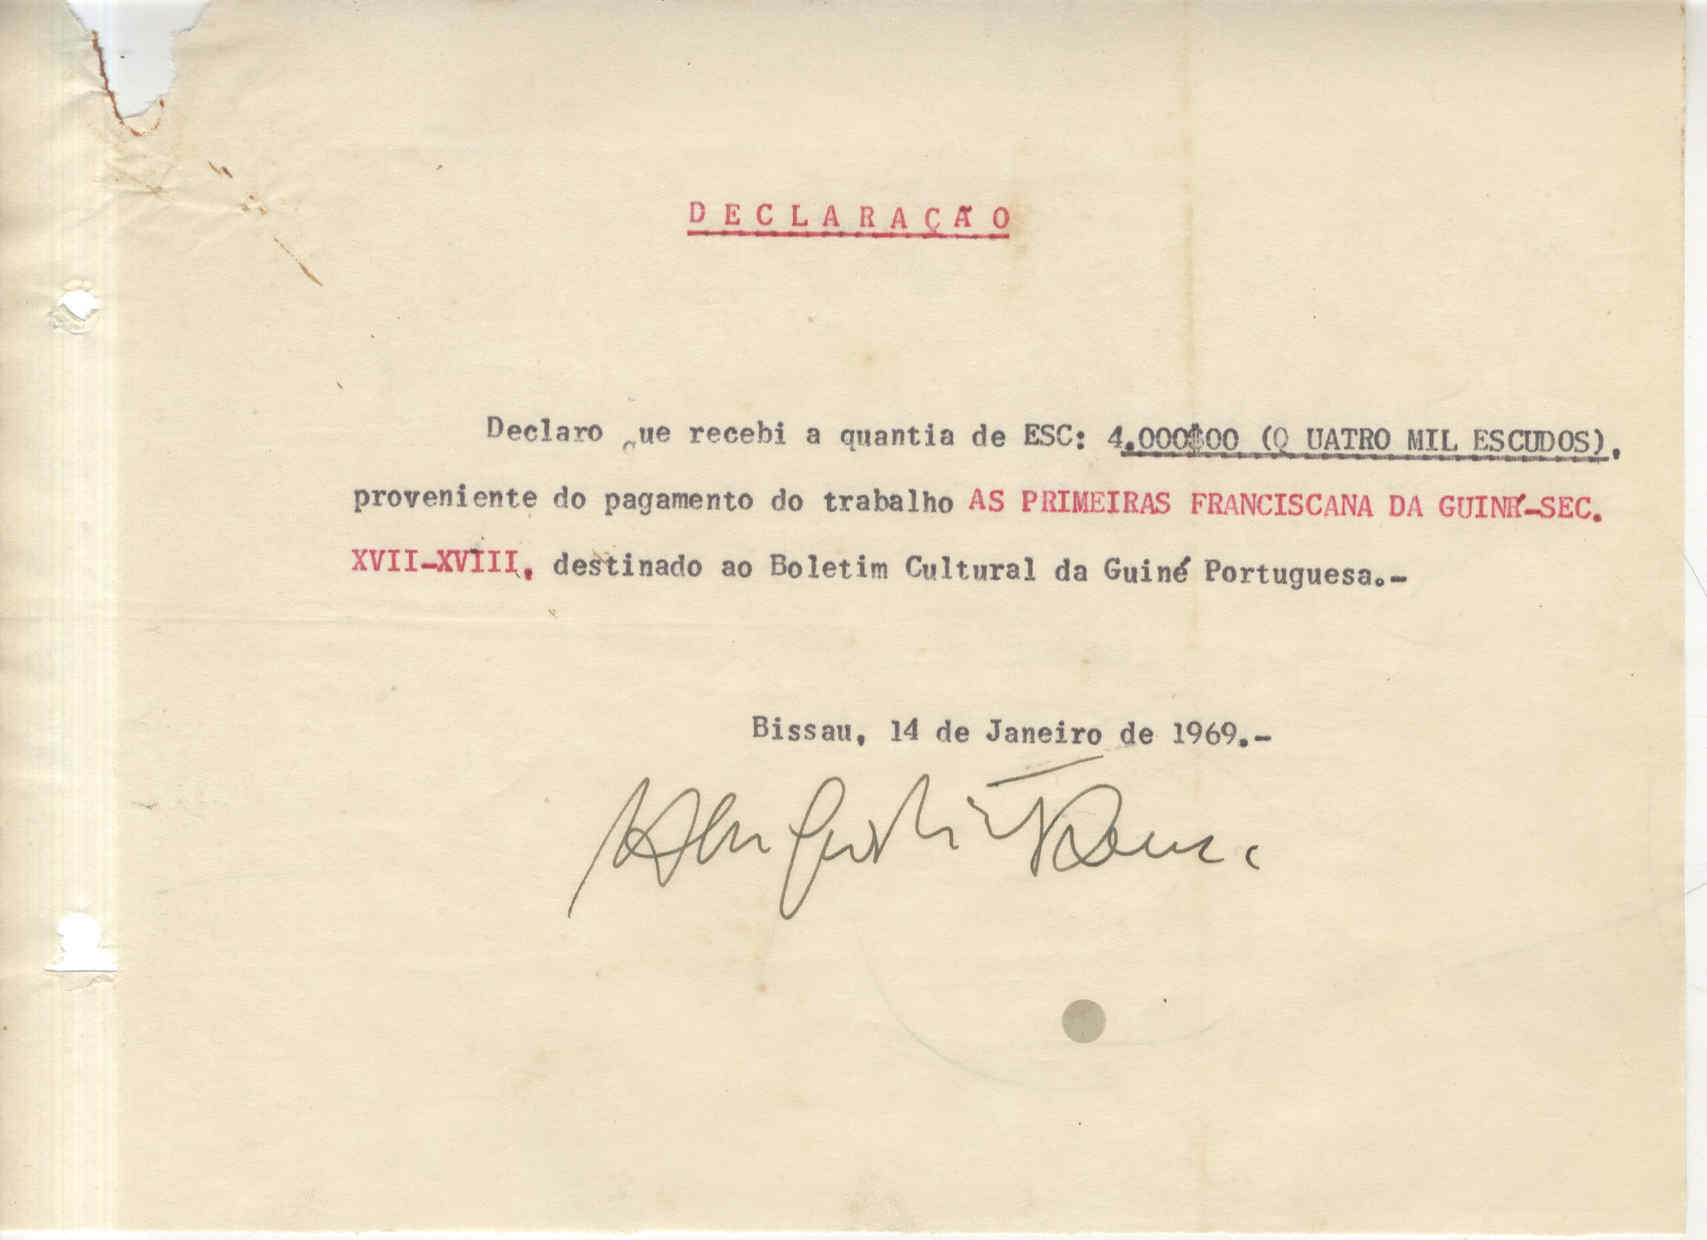 DECLARAÇÃO
Declaro que recebi a quantia de ESC: 4.000$00 (Q UATRO MIL ESCUDOS),
proveniente do pagamento do trabalho AS PRIMEIRAS FRANCISCANA DA GUINÉ-SEC.
XVII-XVIII, destinado ao Boletim Cultural da Guiné Portuguesa.-
Bissau, 14 de Janeiro de 1969.-